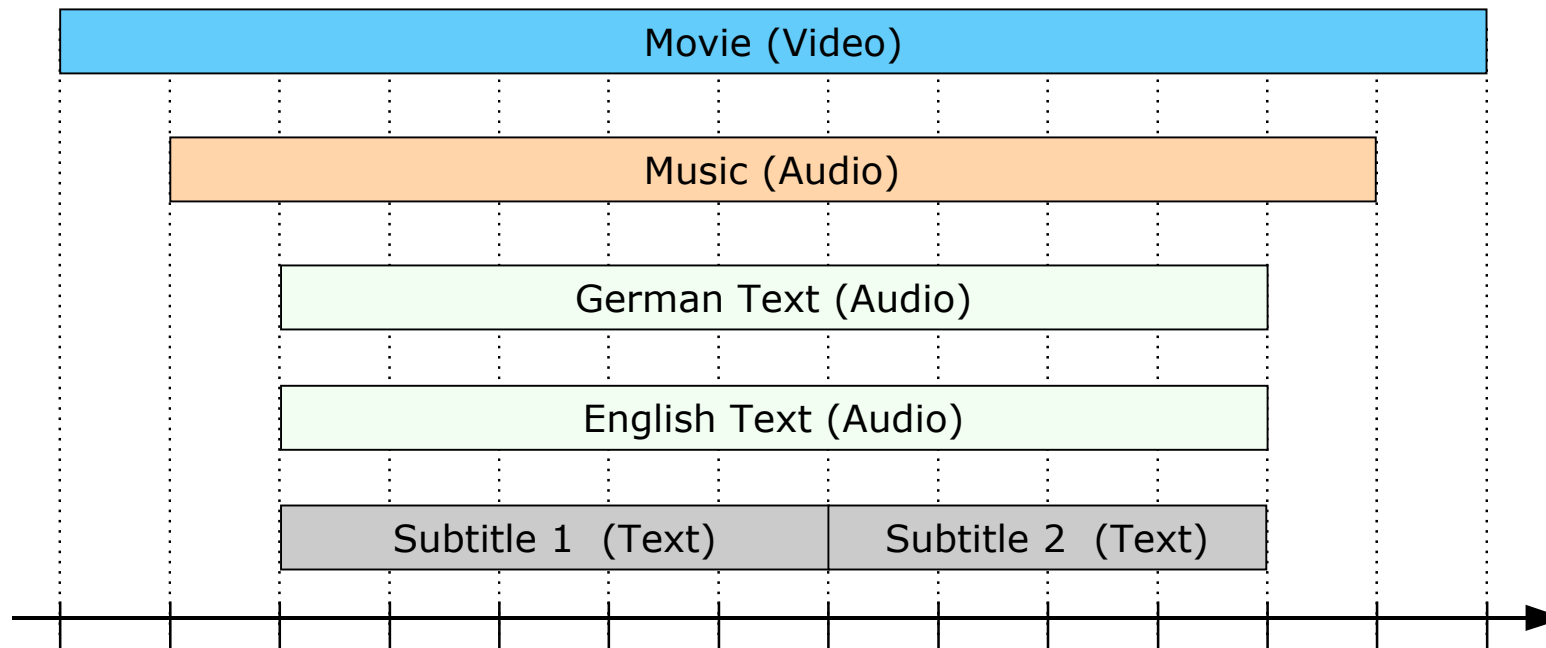 Movie (Video)
Music (Audio)
German Text (Audio)
English Text (Audio)
Subtitle 1  (Text)
Subtitle 2  (Text)